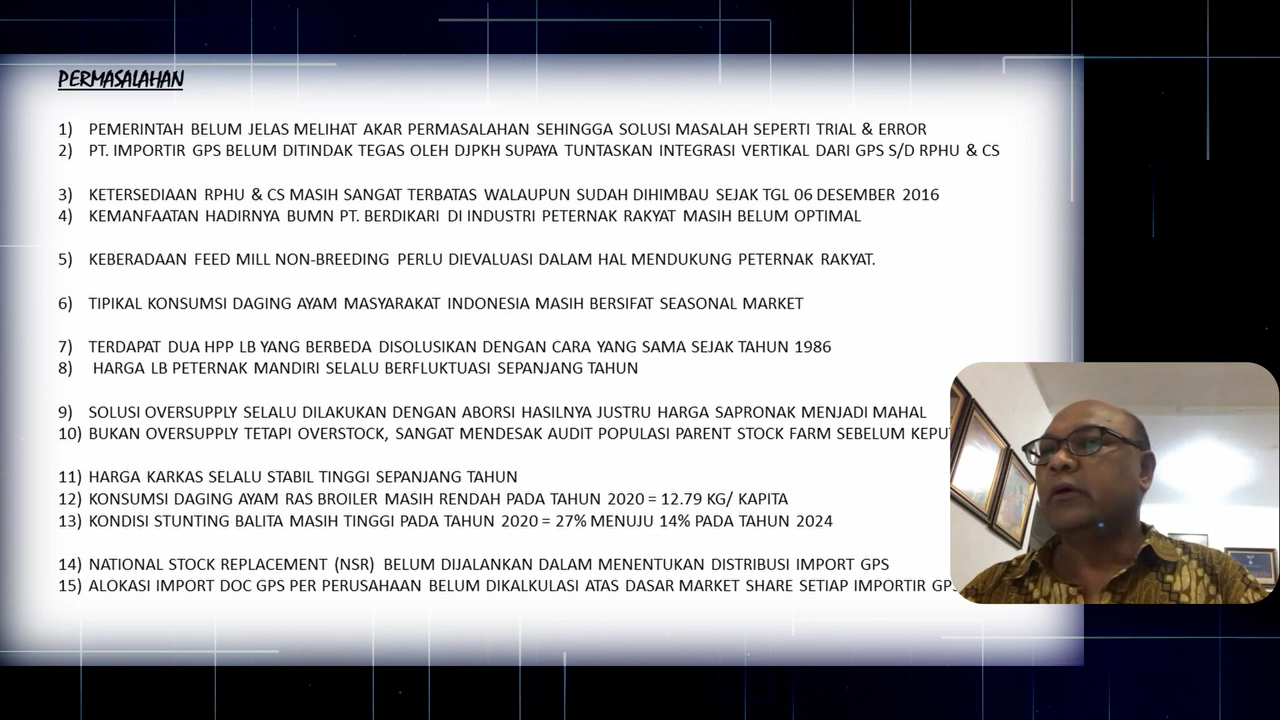 PERMASALAHAN
1) PEMERINTAH BELUM JELAS MELIHAT AKAR PERMASALAHAN SEHINGGA SOLUSI MASALAH SEPERTI TRIAL & ERROR
2) PT. IMPORTIR GPS BELUM DITINDAK TEGAS OLEH DJPKH SUPAYA TUNTASKAN INTEGRASI VERTIKAL DARI GPS S/D RPHU & CS
3) KETERSEDIAAN RPHU & CS MASIH SANGAT TERBATAS WALAUPUN SUDAH DIHIMBAU SEJAK TGL 06 DESEMBER 2016
4) KEMANFAATAN HADIRNYA BUMN PT. BERDIKARI DI INDUSTRI PETERNAK RAKYAT MASIH BELUM OPTIMAL
5) KEBERADAAN FEED MILL NON-BREEDING PERLU DIEVALUASI DALAM HAL MENDUKUNG PETERNAK RAKYAT.
6) TIPIKAL KONSUMSI DAGING AYAM MASYARAKAT INDONESIA MASIH BERSIFAT SEASONAL MARKET
7) TERDAPAT DUA HPP LB YANG BERBEDA DISOLUSIKAN DENGAN CARA YANG SAMA SEJAK TAHUN 1986
8) HARGA LB PETERNAK MANDIRI SELALU BERFLUKTUASI SEPANJANG TAHUN
9) SOLUSI OVERSUPPLY SELALU DILAKUKAN DENGAN ABORSI HASILNYA JUSTRU HARGA SAPRONAK MENJADI MAHAL
10) BUKAN OVERSUPPLY TETAPI OVERSTOCK, SANGAT MENDESAK AUDIT POPULASI PARENT STOCK FARM SEBELUM
11) HARGA KARKAS SELALU STABIL TINGGI SEPANJANG TAHUN
12) KONSUMSI DAGING AYAM RAS BROILER MASIH RENDAH PADA TAHUN 2020 = 12.79 KG/ KAPITA
13) KONDISI STUNTING BALITA MASIH TINGGI PADA TAHUN 2020 = 27% MENUJU 14% PADA TAHUN 2024
14) NATIONAL STOCK REPLACEMENT (NSR) BELUM DIJALANKAN DALAM MENENTUKAN DISTRIBUSI IMPORT GPS
15) ALOKASI IMPORT DOC GPS PER PERUSAHAAN BELUM DIKALKULASI ATAS DASAR MARKET SHARE SETIAP IMPORTIR GPS